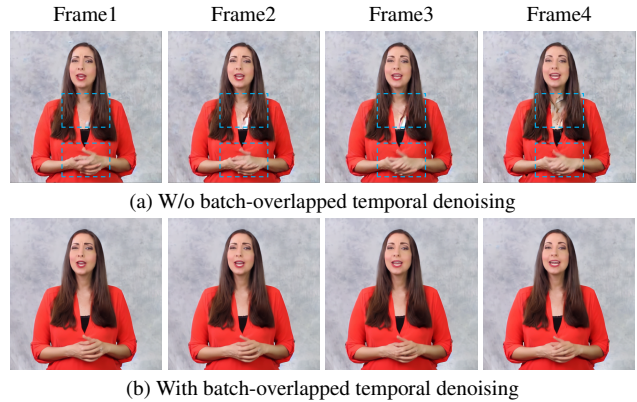 Frame1 Frame2 Frame3 Frame4
(a) W/o batch-overlapped temporal denoising
(b) With batch-overlapped temporal denoising